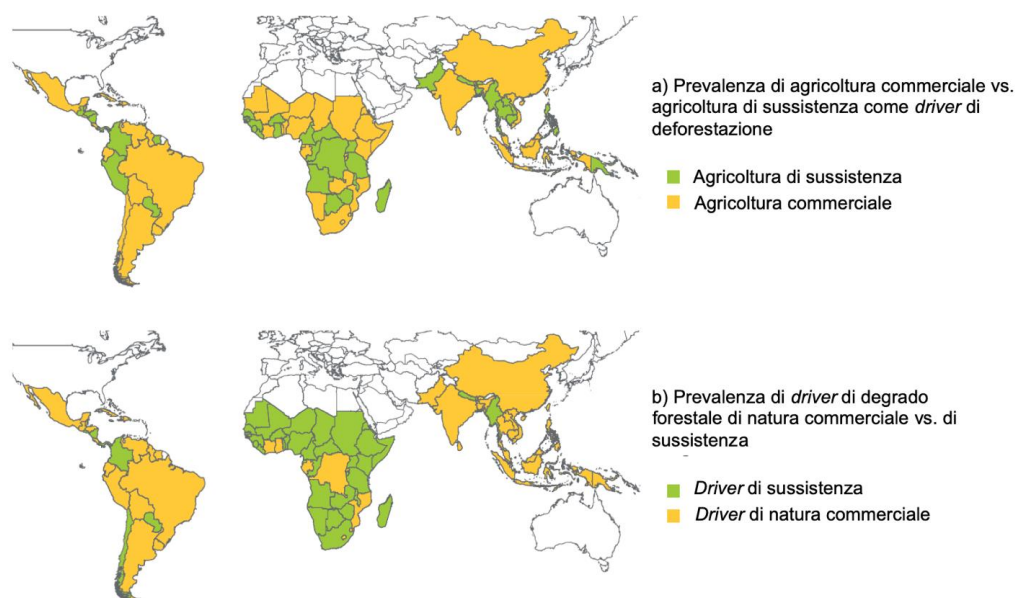 a) Prevalenza di agricoltura commerciale vs.
agricoltura di sussistenza come driver di
deforestazione
Agricoltura di sussistenza
Agricoltura commerciale
b) Prevalenza di driver di degrado
forestale di natura commerciale vs. di
sussistenza
Driver di sussistenza
Driver di natura commerciale